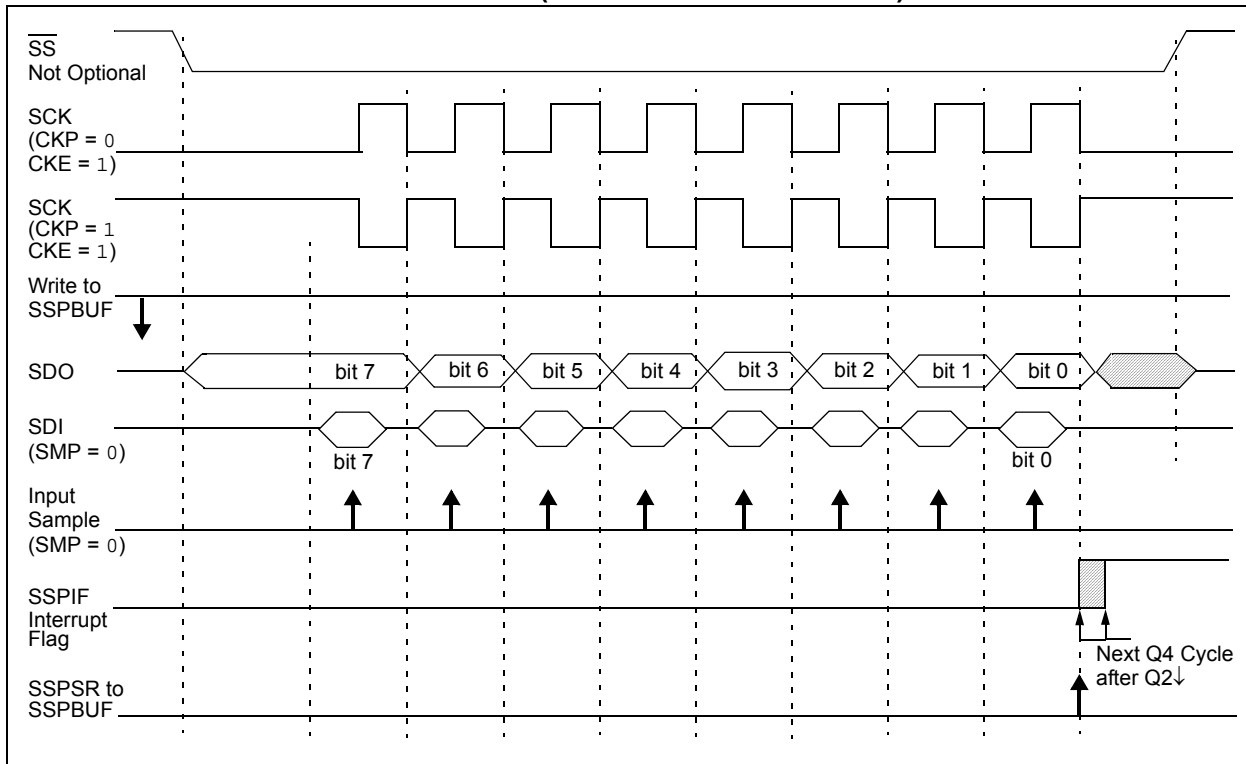 SS
Not Optional
SCK
(CKP = 0
CKE = 1)
SCK
(CKP = 1
CKE = 1)
Write to
SSPBUF
SDO
bit 7 bit 6 bit 5 bit 4 bit 3 bit 2 bit 1 bit 0
SDI
(SMP = 0)
bit 7 bit 0
Input
Sample
(SMP = 0)
SSPIF
Interrupt
Flag
Next Q4 Cycle
after Q2↓
SSPSR to
SSPBUF